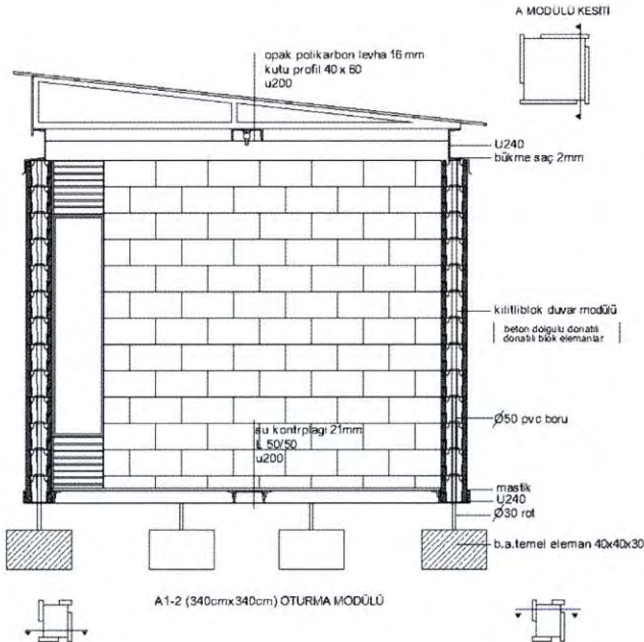 A MODÜLÜ KESİTİ
opak polikarbon levha 16 mm
kutu profil 40 x 60
u200
U240
bükme saç 2mm
kilitliblok duvar modülü
beton dolgulu donatılı
donatılı blok elemanlar
Ø50 pvc boru
su kontrplagı 21mm
L 50/50
u200
mastik
U240
Ø30 rot
b.a.temel eleman 40x40x30
A1-2 (340cmx340cm) OTURMA MODÜLÜ